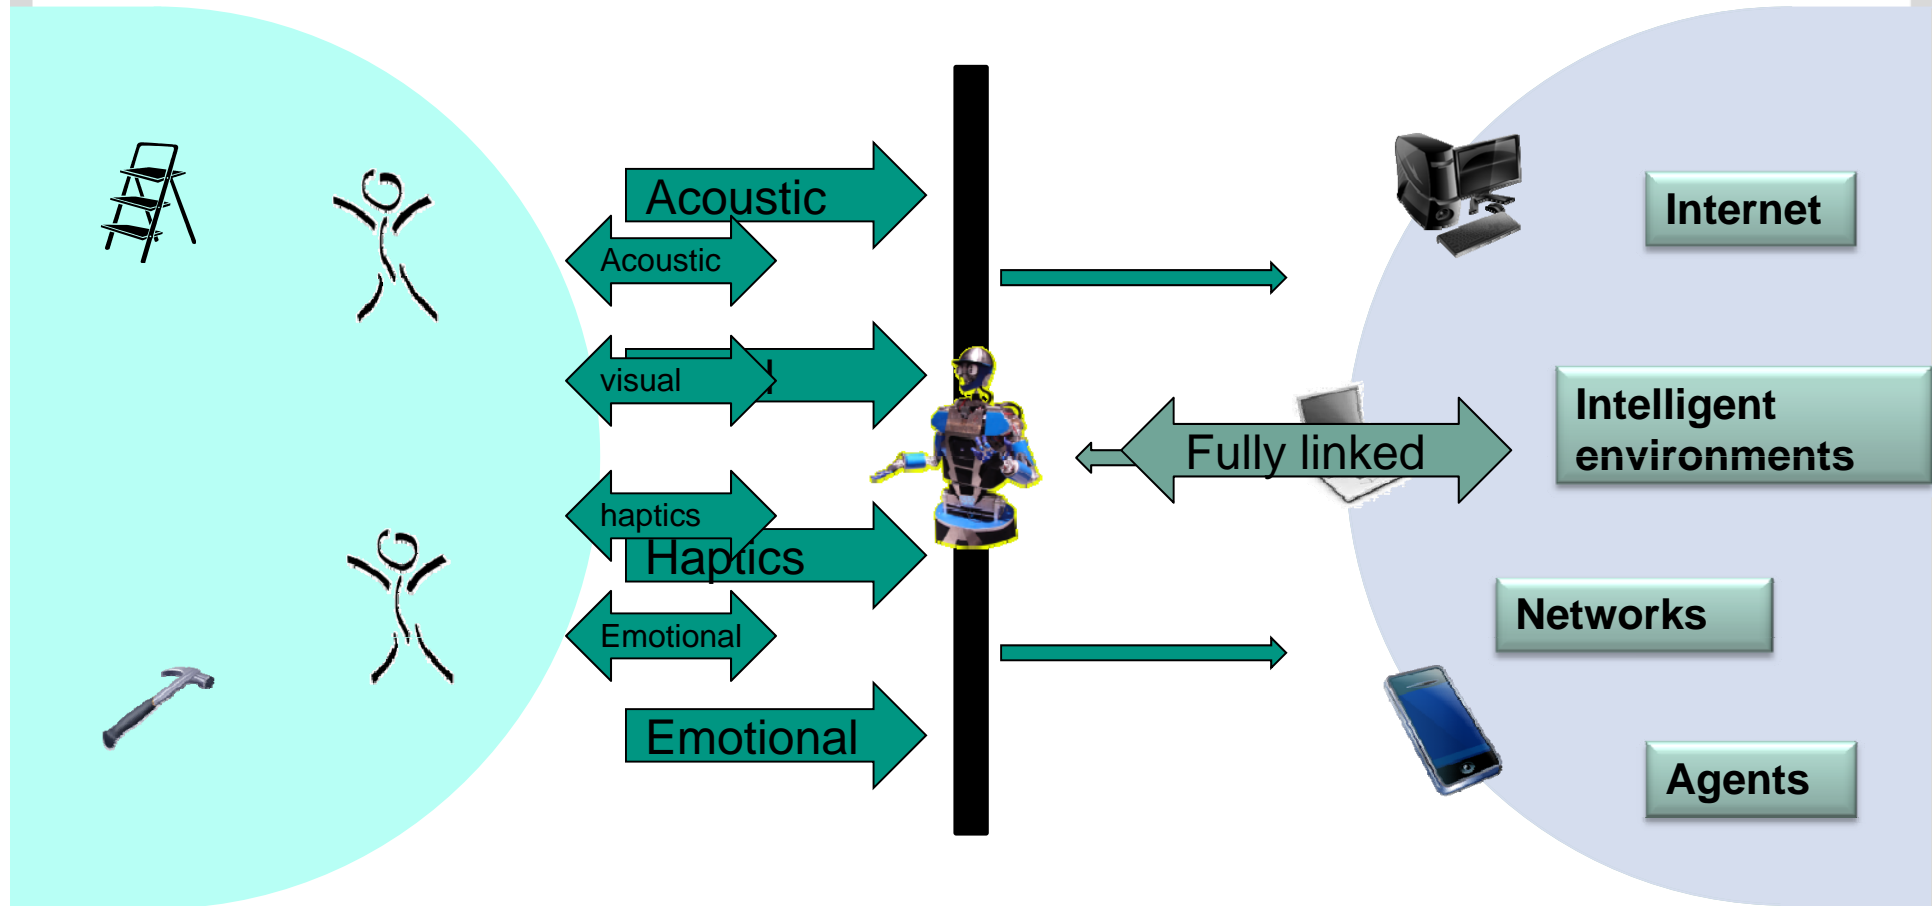 Acoustic
Acoustic
visual
haptics
Haptics
Emotional
Emotional
Fully linked
Internet
Intelligent
environments
Networks
Agents